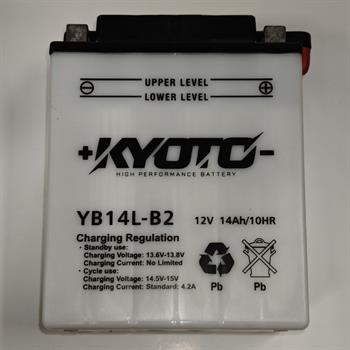 UPPER LEVEL
LOWER LEVEL
+KYOTO-
HIGH PERFORMANCE BATTERY
YB14L-B2 12V 14Ah/10HR
Charging Regulation
• Standby use:
Charging Voltage: 13.6V-13.8V
Charging Current: No Limited
• Cycle use:
Charging Voltage: 14.5V-15V
Charging Current: Standard: 4.2A
Pb Pb